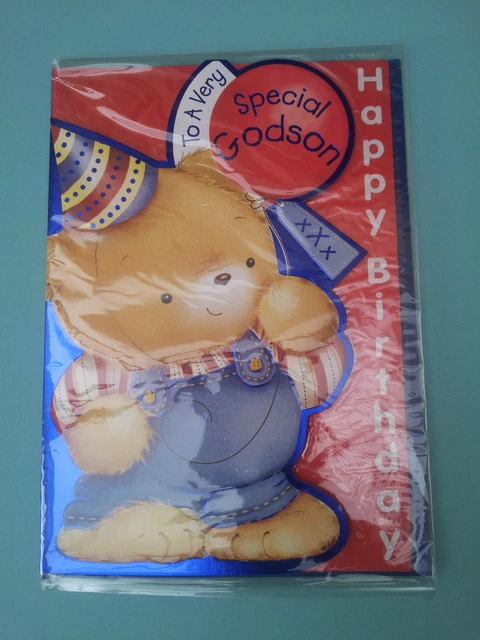 To A Very
Special
Godson
xXx
Happy Birthday